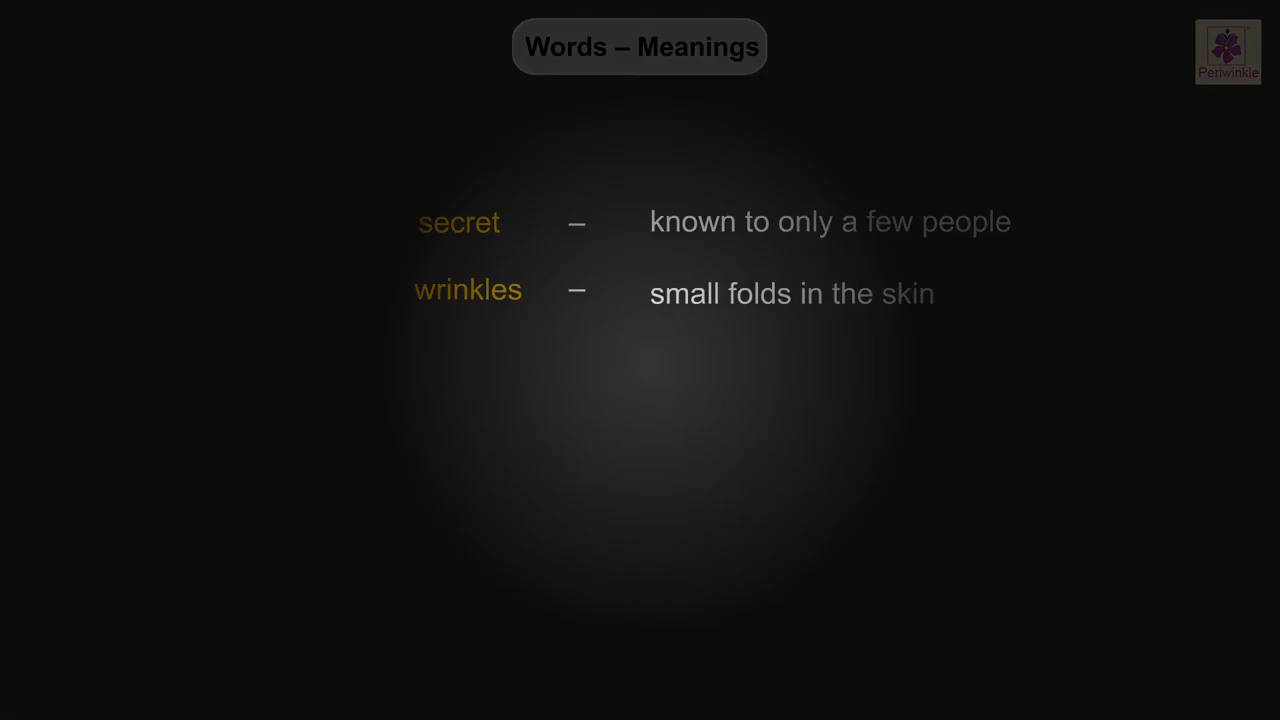 Words – Meanings
Periwinkle
secret – known to only a few people
wrinkles – small folds in the skin